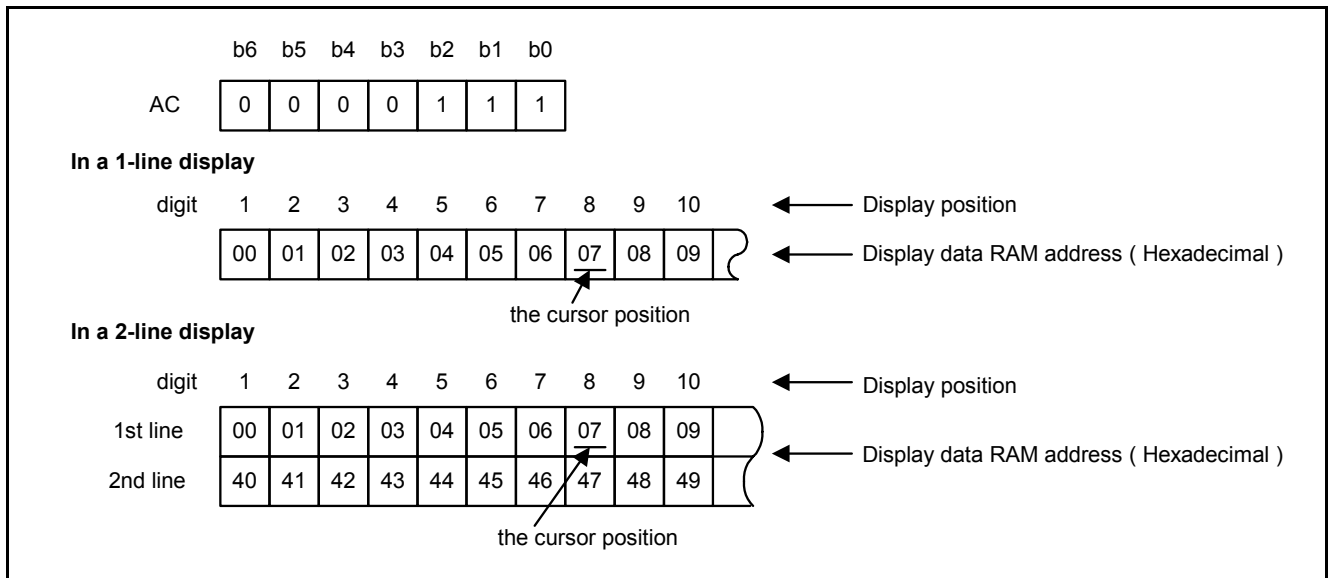 b6 b5 b4 b3 b2 b1 b0
AC 0 0 0 0 1 1 1
In a 1-line display
digit 1 2 3 4 5 6 7 8 9 10 Display position
00 01 02 03 04 05 06 07 08 09 Display data RAM address ( Hexadecimal )
the cursor position
In a 2-line display
digit 1 2 3 4 5 6 7 8 9 10 Display position
1st line 00 01 02 03 04 05 06 07 08 09
Display data RAM address ( Hexadecimal )
2nd line 40 41 42 43 44 45 46 47 48 49
the cursor position